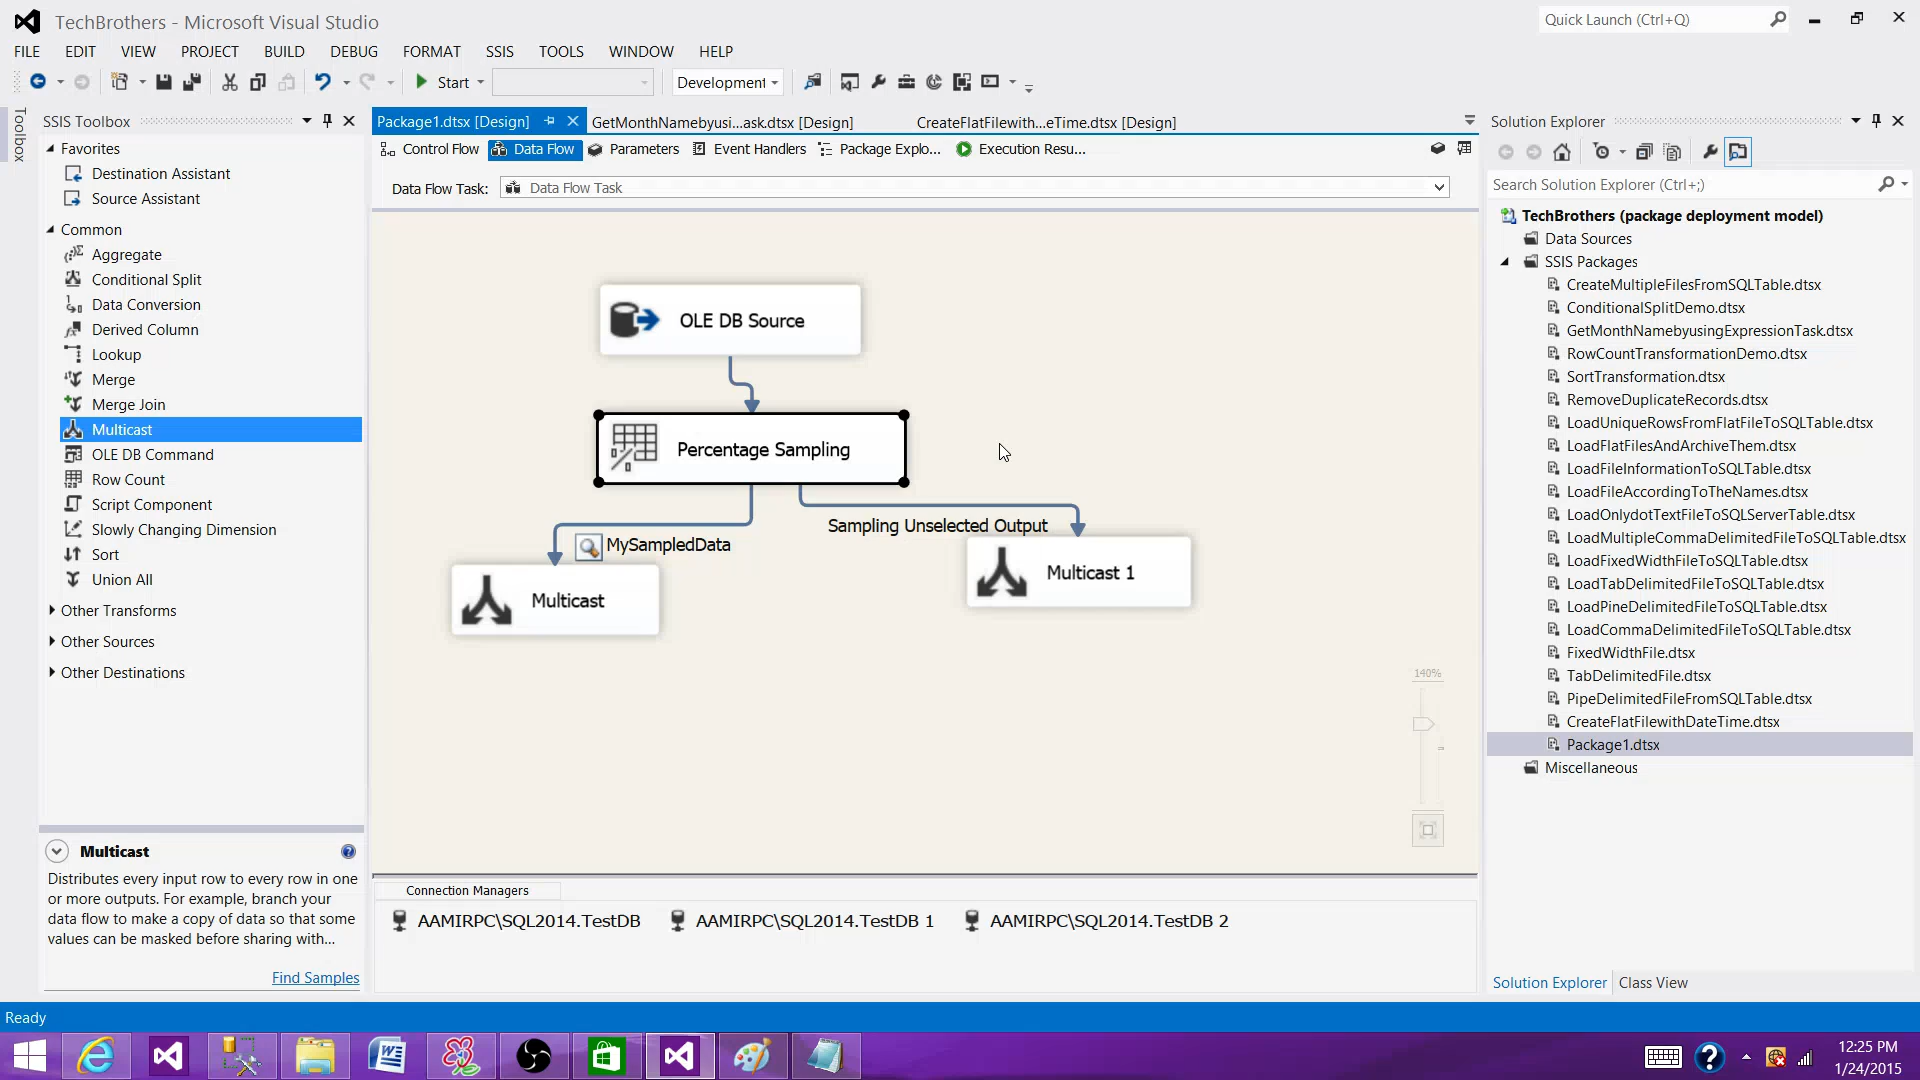 TechBrothers - Microsoft Visual Studio
Quick Launch (Ctrl+Q)
FILE EDIT VIEW PROJECT BUILD DEBUG FORMAT SSIS TOOLS WINDOW HELP
Start
Development
Toolbox
SSIS Toolbox
Favorites
Destination Assistant
Source Assistant
Common
Aggregate
Conditional Split
Data Conversion
Derived Column
Lookup
Merge
Merge Join
Multicast
OLE DB Command
Row Count
Script Component
Slowly Changing Dimension
Sort
Union All
Other Transforms
Other Sources
Other Destinations
Multicast
Distributes every input row to every row in one
or more outputs. For example, branch your
data flow to make a copy of data so that some
values can be masked before sharing with...
Find Samples
Package1.dtsx [Design] GetMonthNamebyusi...ask.dtsx [Design] CreateFlatFilewith...eTime.dtsx [Design]
Control Flow Data Flow Parameters Event Handlers Package Explo... Execution Resu...
Data Flow Task: Data Flow Task
OLE DB Source
Percentage Sampling
Sampling Unselected Output
MySampledData
Multicast 1
Multicast
140%
Connection Managers
AAMIRPC\SQL2014.TestDB AAMIRPC\SQL2014.TestDB 1 AAMIRPC\SQL2014.TestDB 2
Solution Explorer
Search Solution Explorer (Ctrl+;)
TechBrothers (package deployment model)
Data Sources
SSIS Packages
CreateMultipleFilesFromSQLTable.dtsx
ConditionalSplitDemo.dtsx
GetMonthNamebyusingExpressionTask.dtsx
RowCountTransformationDemo.dtsx
SortTransformation.dtsx
RemoveDuplicateRecords.dtsx
LoadUniqueRowsFromFlatFileToSQLTable.dtsx
LoadFlatFilesAndArchiveThem.dtsx
LoadFileInformationToSQLTable.dtsx
LoadFileAccordingToTheNames.dtsx
LoadOnlydotTextFileToSQLServerTable.dtsx
LoadMultipleCommaDelimitedFileToSQLTable.dtsx
LoadFixedWidthFileToSQLTable.dtsx
LoadTabDelimitedFileToSQLTable.dtsx
LoadPineDelimitedFileToSQLTable.dtsx
LoadCommaDelimitedFileToSQLTable.dtsx
FixedWidthFile.dtsx
TabDelimitedFile.dtsx
PipeDelimitedFileFromSQLTable.dtsx
CreateFlatFilewithDateTime.dtsx
Package1.dtsx
Miscellaneous
Solution Explorer Class View
Ready
12:25 PM
1/24/2015